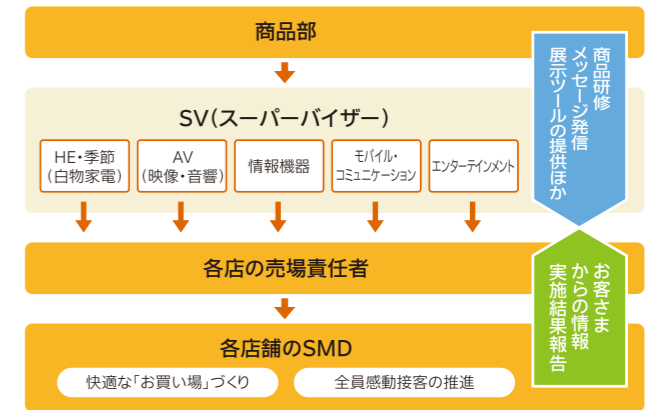 商品部
SV(スーパーバイザー)
HE・季節
(白物家電)
AV
(映像・音響)
情報機器
モバイル・
コミュニケーション
エンターテインメント
各店の売場責任者
各店舗のSMD
快適な「お買い場」づくり
全員感動接客の推進
商品研修
メッセージ発信
展示ツールの提供ほか
お客さま
からの情報
実施結果報告